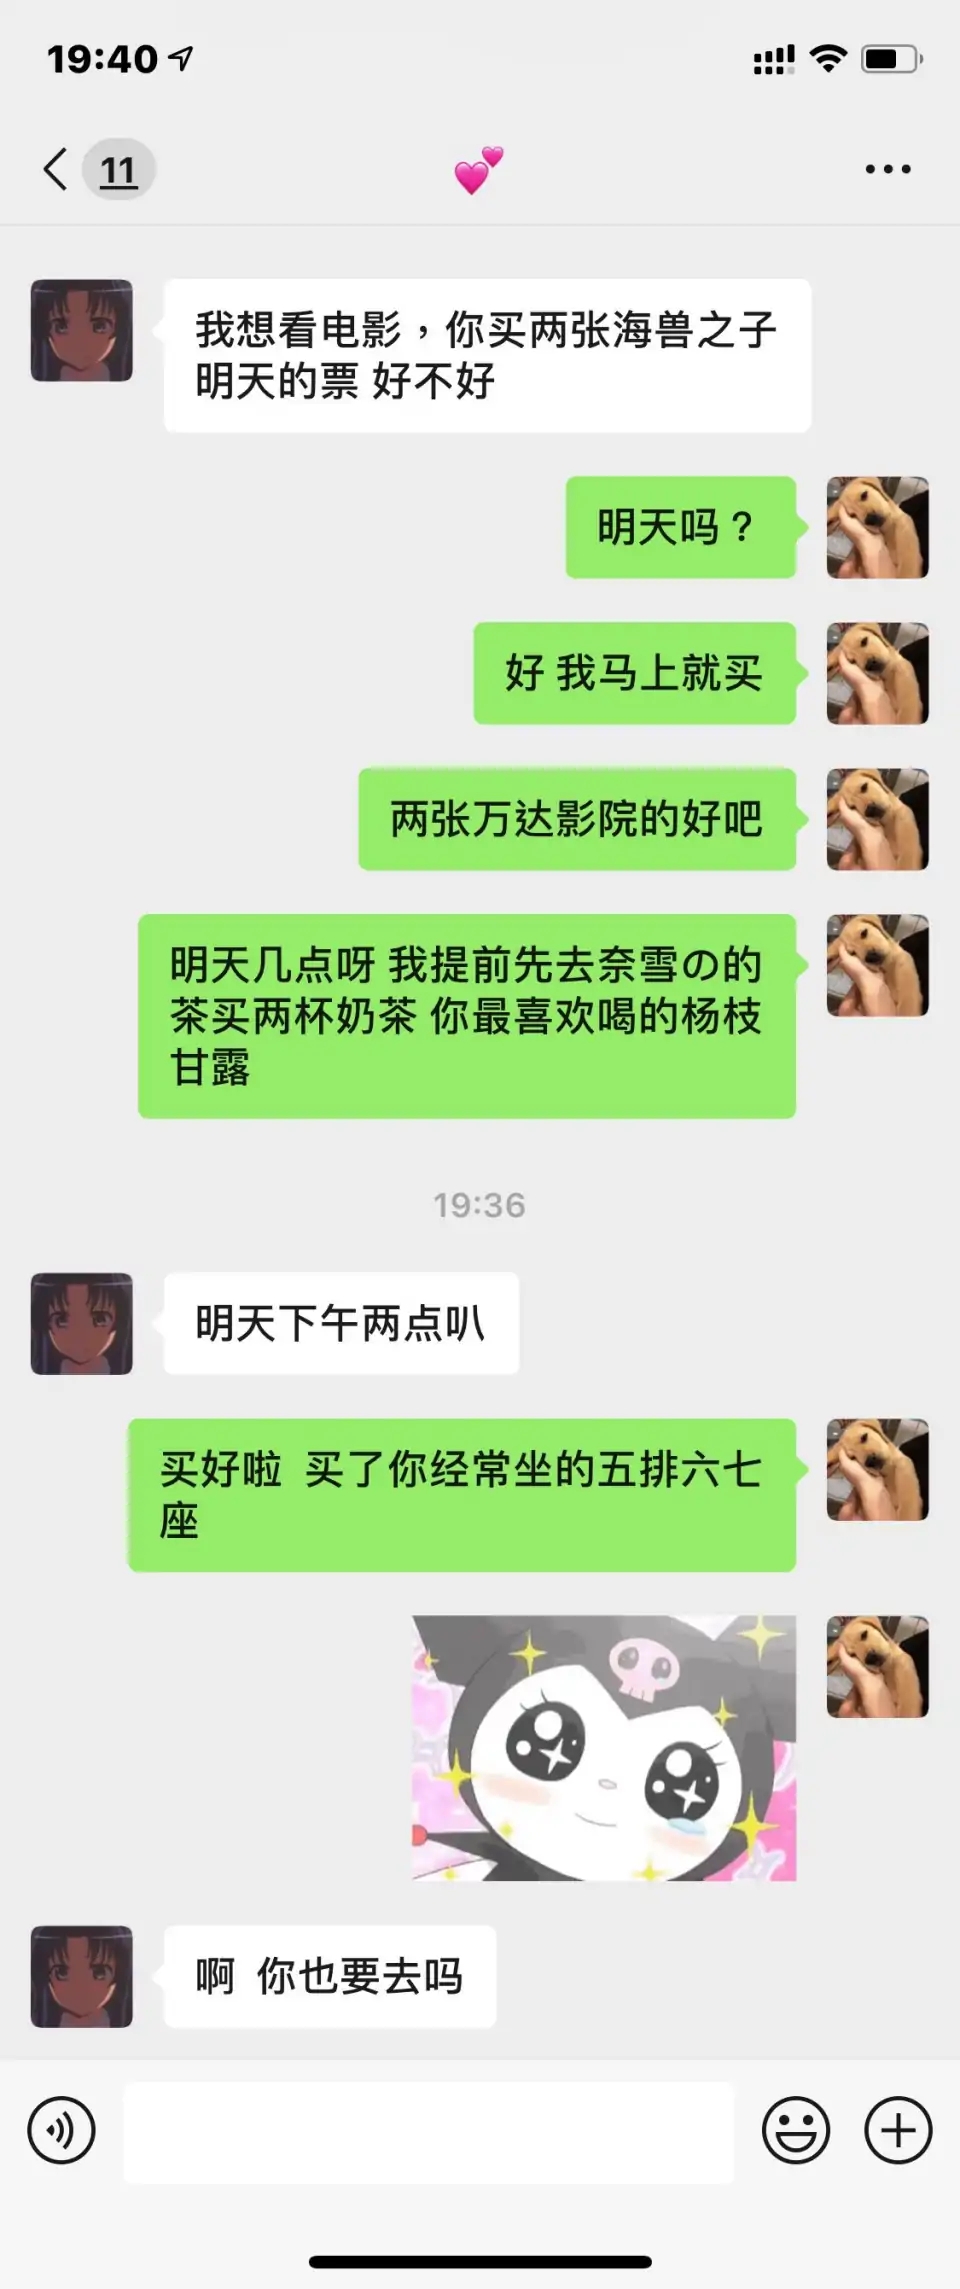 19:40
11
我想看电影，你买两张海兽之子
明天的票 好不好
明天吗？
好 我马上就买
两张万达影院的好吧
明天几点呀 我提前先去奈雪の的
茶买两杯奶茶 你最喜欢喝的杨枝
甘露
19:36
明天下午两点叭
买好啦 买了你经常坐的五排六七
座
啊 你也要去吗